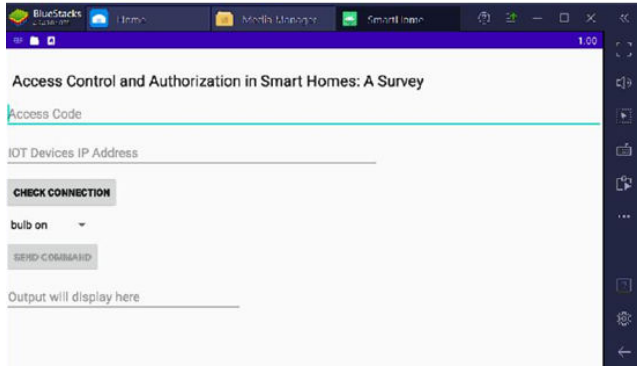 BlueStacks
Home
Media Manager
SmartHome
1.00
Access Control and Authorization in Smart Homes: A Survey
Access Code
IOT Devices IP Address
CHECK CONNECTION
bulb on
SEND COMMAND
Output will display here